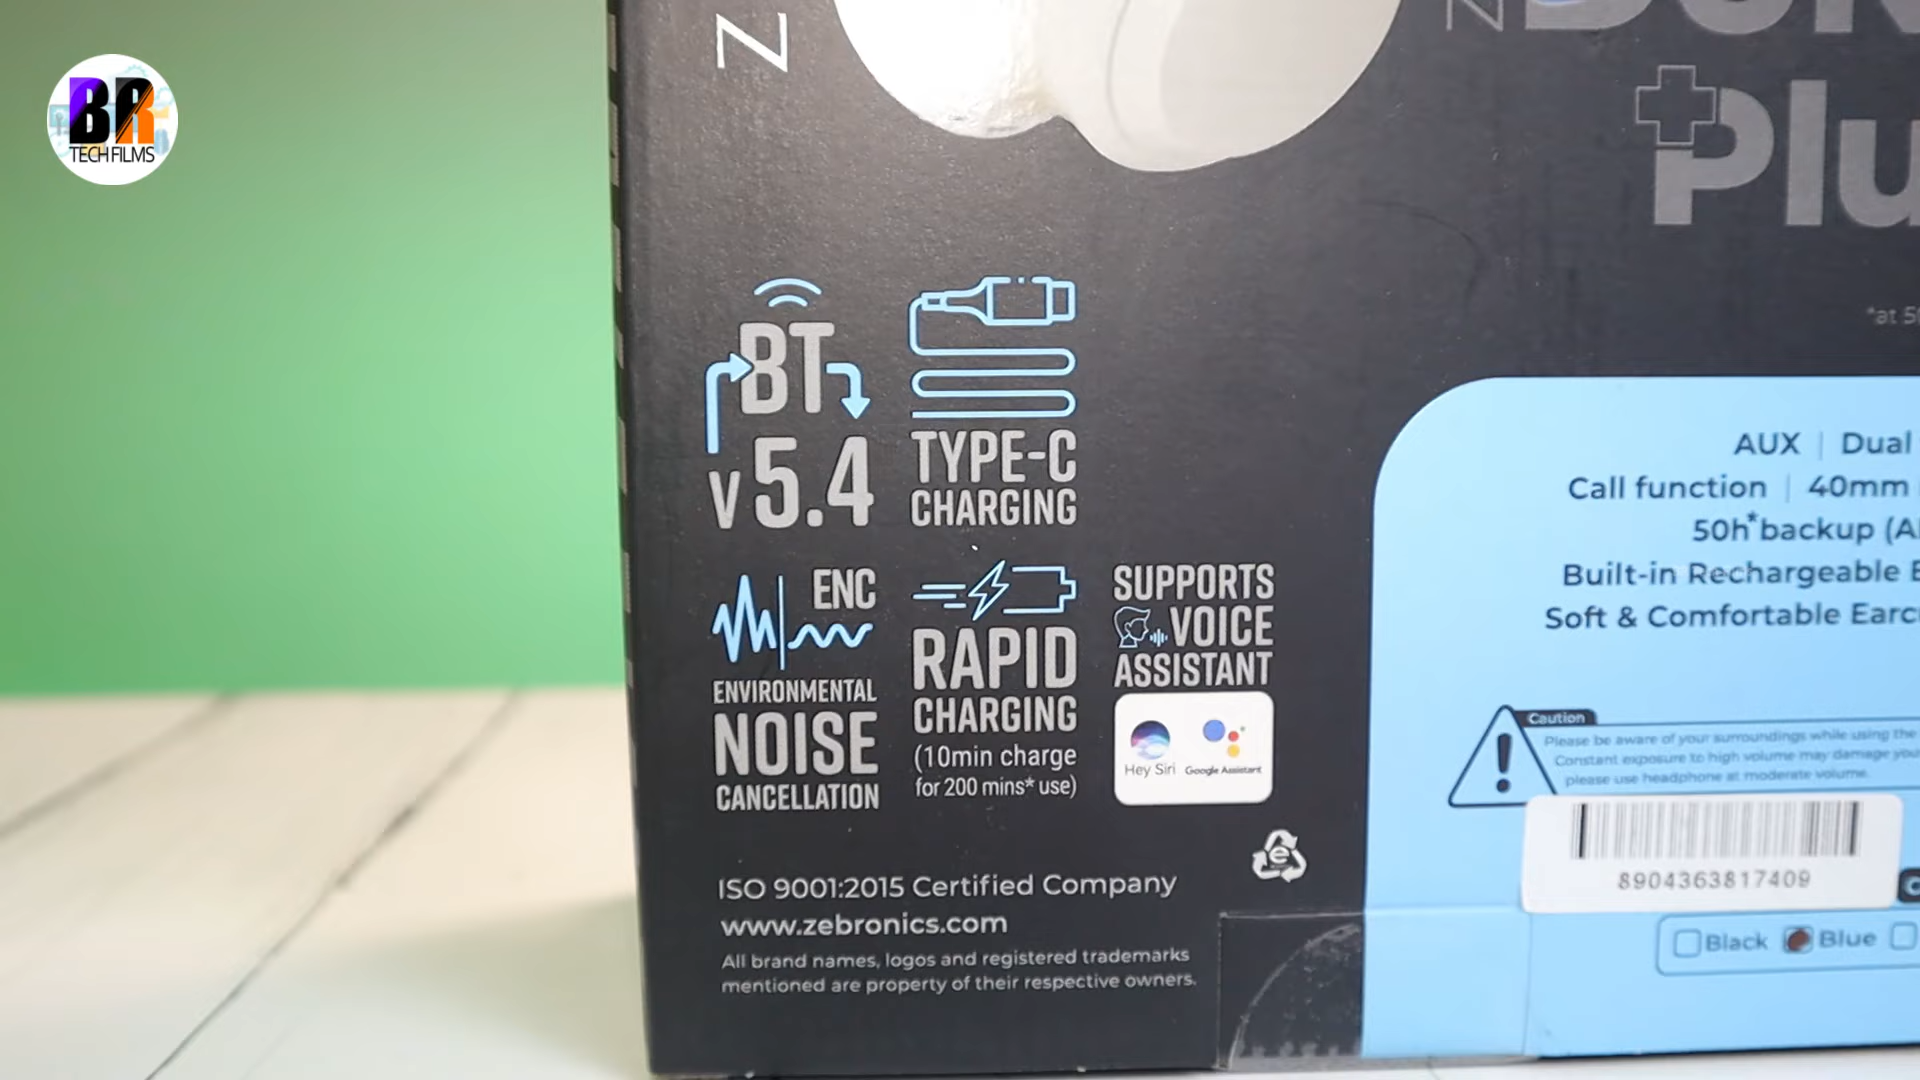 BR
TECH FILMS
Plu
*at 5
BT
v 5.4
TYPE-C
CHARGING
ENC
ENVIRONMENTAL
NOISE
CANCELLATION
RAPID
CHARGING
(10min charge
for 200 mins* use)
SUPPORTS
VOICE
ASSISTANT
Hey Siri Google Assistant
ISO 9001:2015 Certified Company
www.zebronics.com
All brand names, logos and registered trademarks
mentioned are property of their respective owners.
AUX | Dual
Call function | 40mm
50h* backup (A
Built-in Rechargeable
Soft & Comfortable Earc
Caution
Please be aware of your surroundings while using the
Constant exposure to high volume may damage you
please use headphone at moderate volume.
8904363817409
Black Blue